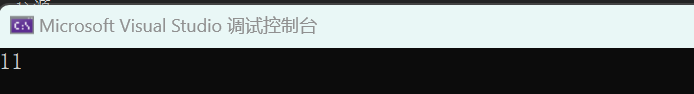 Microsoft Visual Studio 调试控制台
11